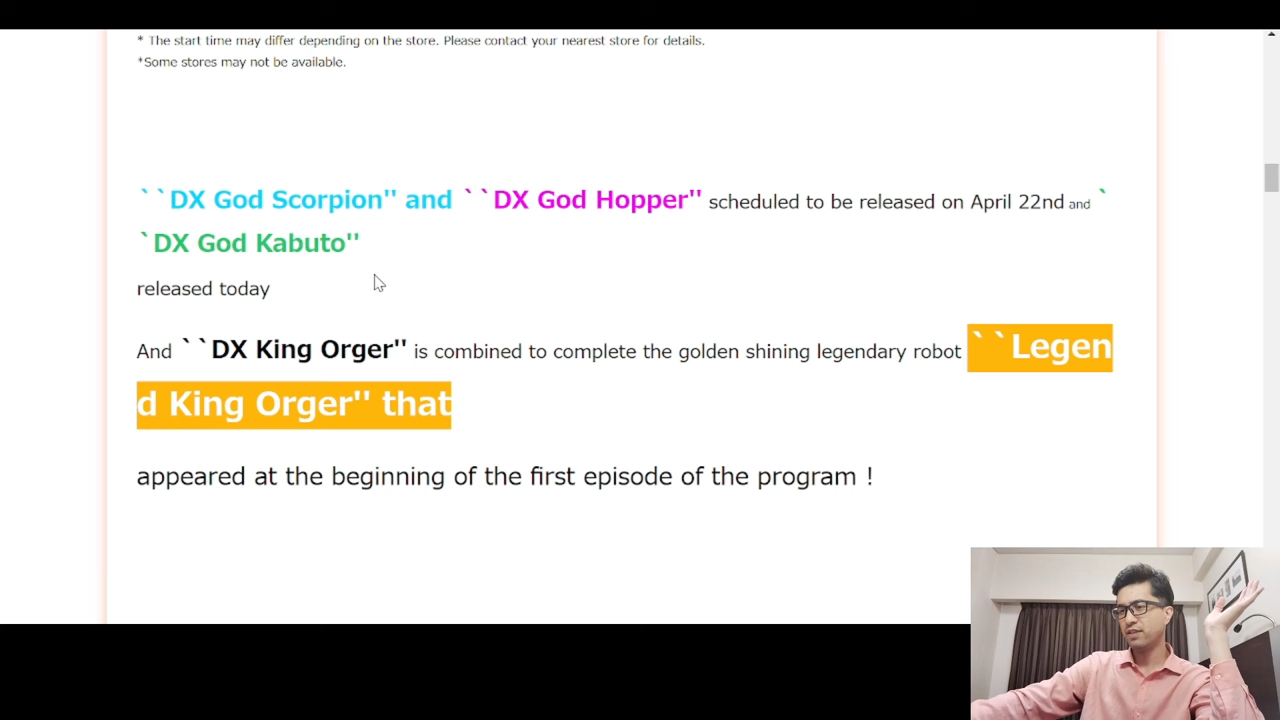 * The start time may differ depending on the store. Please contact your nearest store for details.
*Some stores may not be available.
``DX God Scorpion'' and ``DX God Hopper'' scheduled to be released on April 22nd and `
`DX God Kabuto''
released today
And ``DX King Orger'' is combined to complete the golden shining legendary robot ``Legen
d King Orger'' that
appeared at the beginning of the first episode of the program !